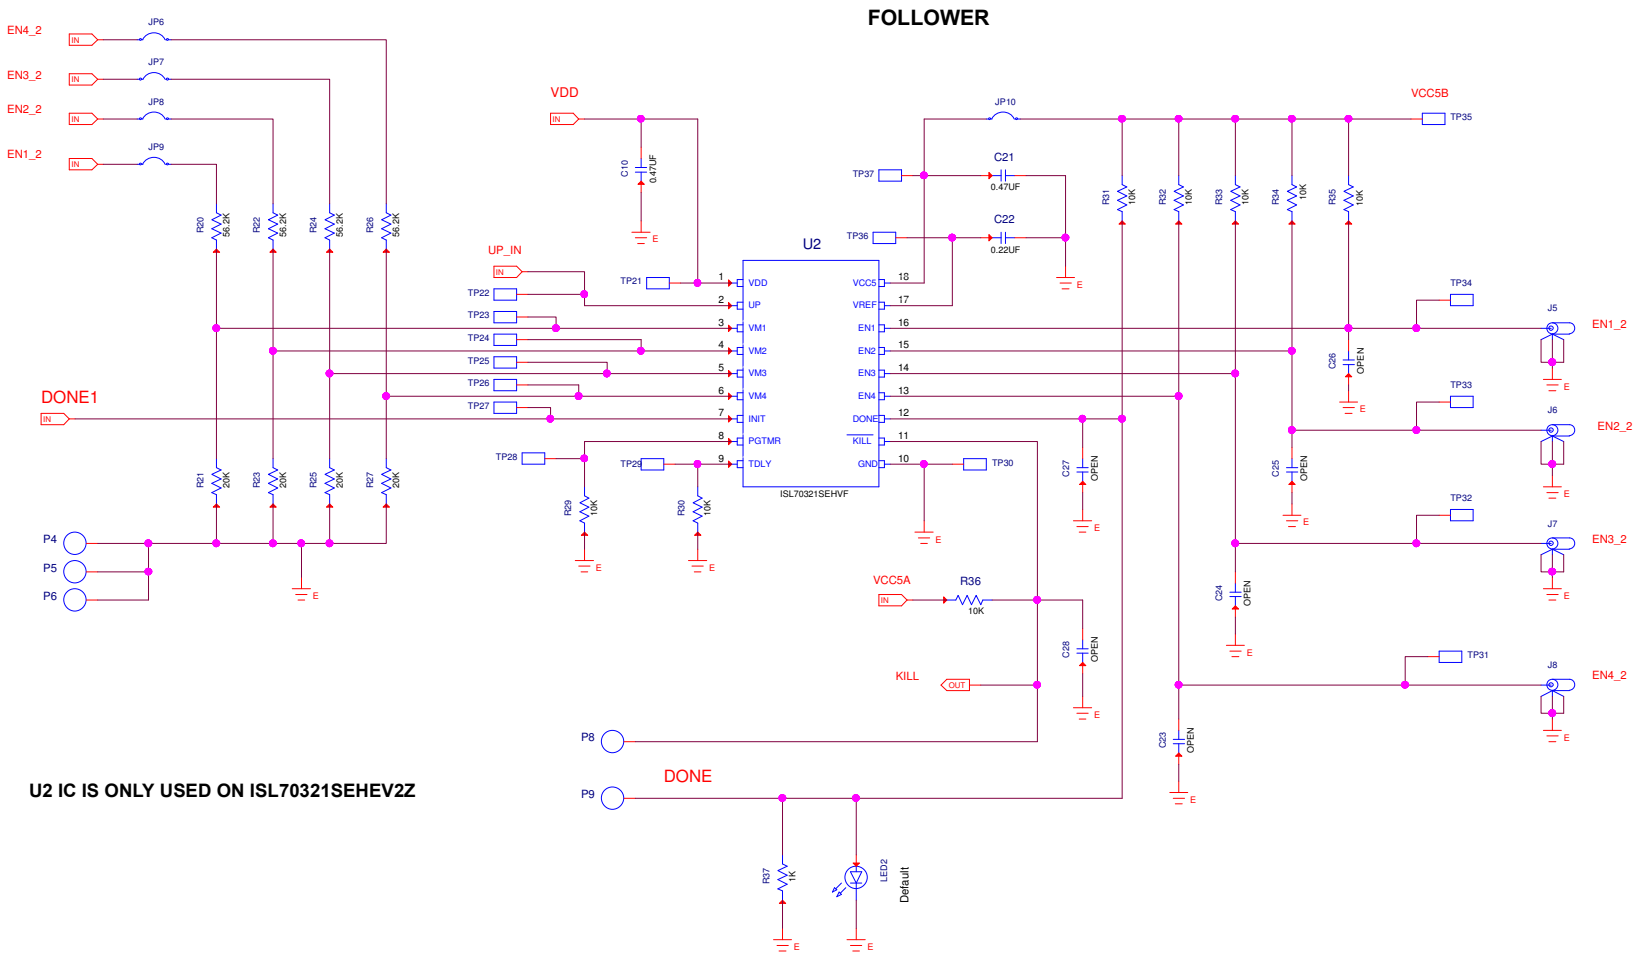 FOLLOWER
EN4_2
IN
JP6
EN3_2
IN
JP7
EN2_2
IN
JP8
EN1_2
IN
JP9
VDD
IN
C10
0.47UF
E
JP10
VCC5B
TP35
TP37
C21
0.47UF
TP36
C22
0.22UF
E
R20
56.2K
R22
56.2K
R24
56.2K
R26
56.2K
R31
10K
R32
10K
R33
10K
R34
10K
R35
10K
UP_IN
IN
TP21
TP22
TP23
TP24
TP25
TP26
TP27
U2
1 VDD
2 UP
3 VM1
4 VM2
5 VM3
6 VM4
7 INIT
8 PGTMR
9 TDLY
VCC5 18
VREF 17
EN1 16
EN2 15
EN3 14
EN4 13
DONE 12
KILL 11
GND 10
ISL70321SEHVF
DONE1
IN
TP28
TP29
TP30
R21
20K
R23
20K
R25
20K
R27
20K
R29
10K
E
R30
10K
E
E
P4
P5
P6
E
TP34
J5
EN1_2
E
C26
OPEN
E
TP33
J6
EN2_2
E
C25
OPEN
E
C27
OPEN
E
TP32
J7
EN3_2
E
C24
OPEN
E
VCC5A
IN
R36
10K
C28
OPEN
E
KILL
OUT
TP31
J8
EN4_2
E
C23
OPEN
E
P8
DONE
P9
U2 IC IS ONLY USED ON ISL70321SEHEV2Z
R37
1K
E
LED2
Default
E